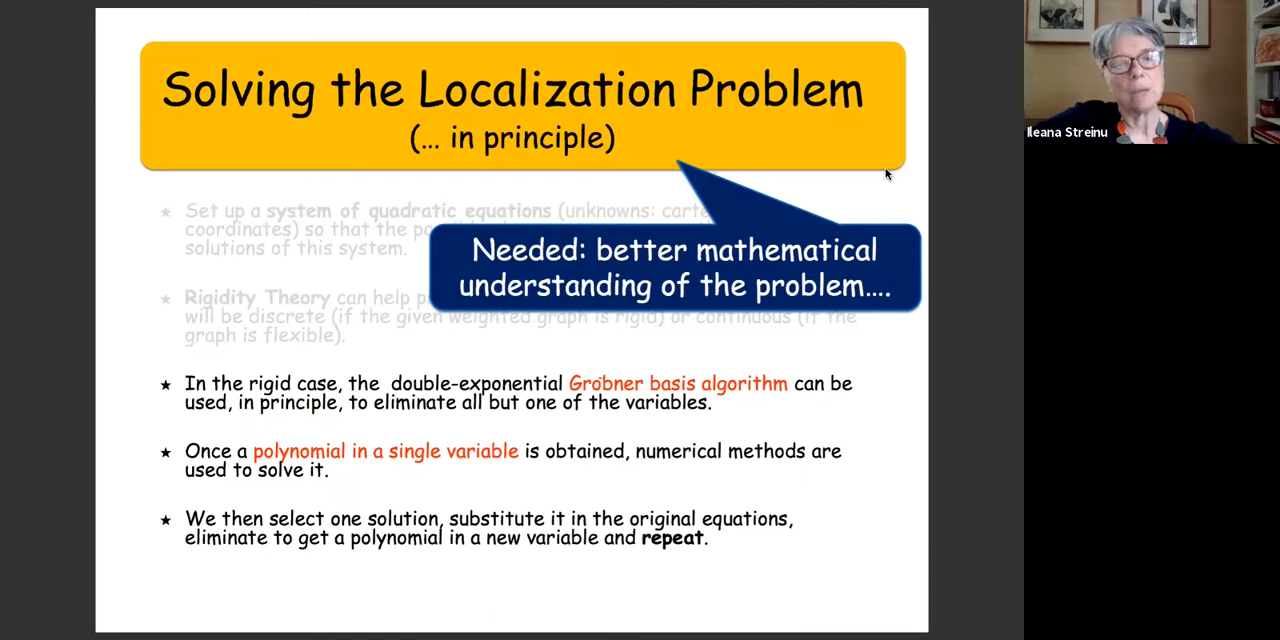 Solving the Localization Problem
(... in principle)
Set up a system of quadratic equations (unknowns:
coordinates) so that the
solutions of this system.
Needed: better mathematical
understanding of the problem....
Rigidity Theory can help
will be discrete (if the given weighted graph is rigid) or continuous (if the
graph is flexible).
In the rigid case, the double-exponential Gröbner basis algorithm can be
used, in principle, to eliminate all but one of the variables.
Once a polynomial in a single variable is obtained, numerical methods are
used to solve it.
We then select one solution, substitute it in the original equations,
eliminate to get a polynomial in a new variable and repeat.
Ileana Streinu